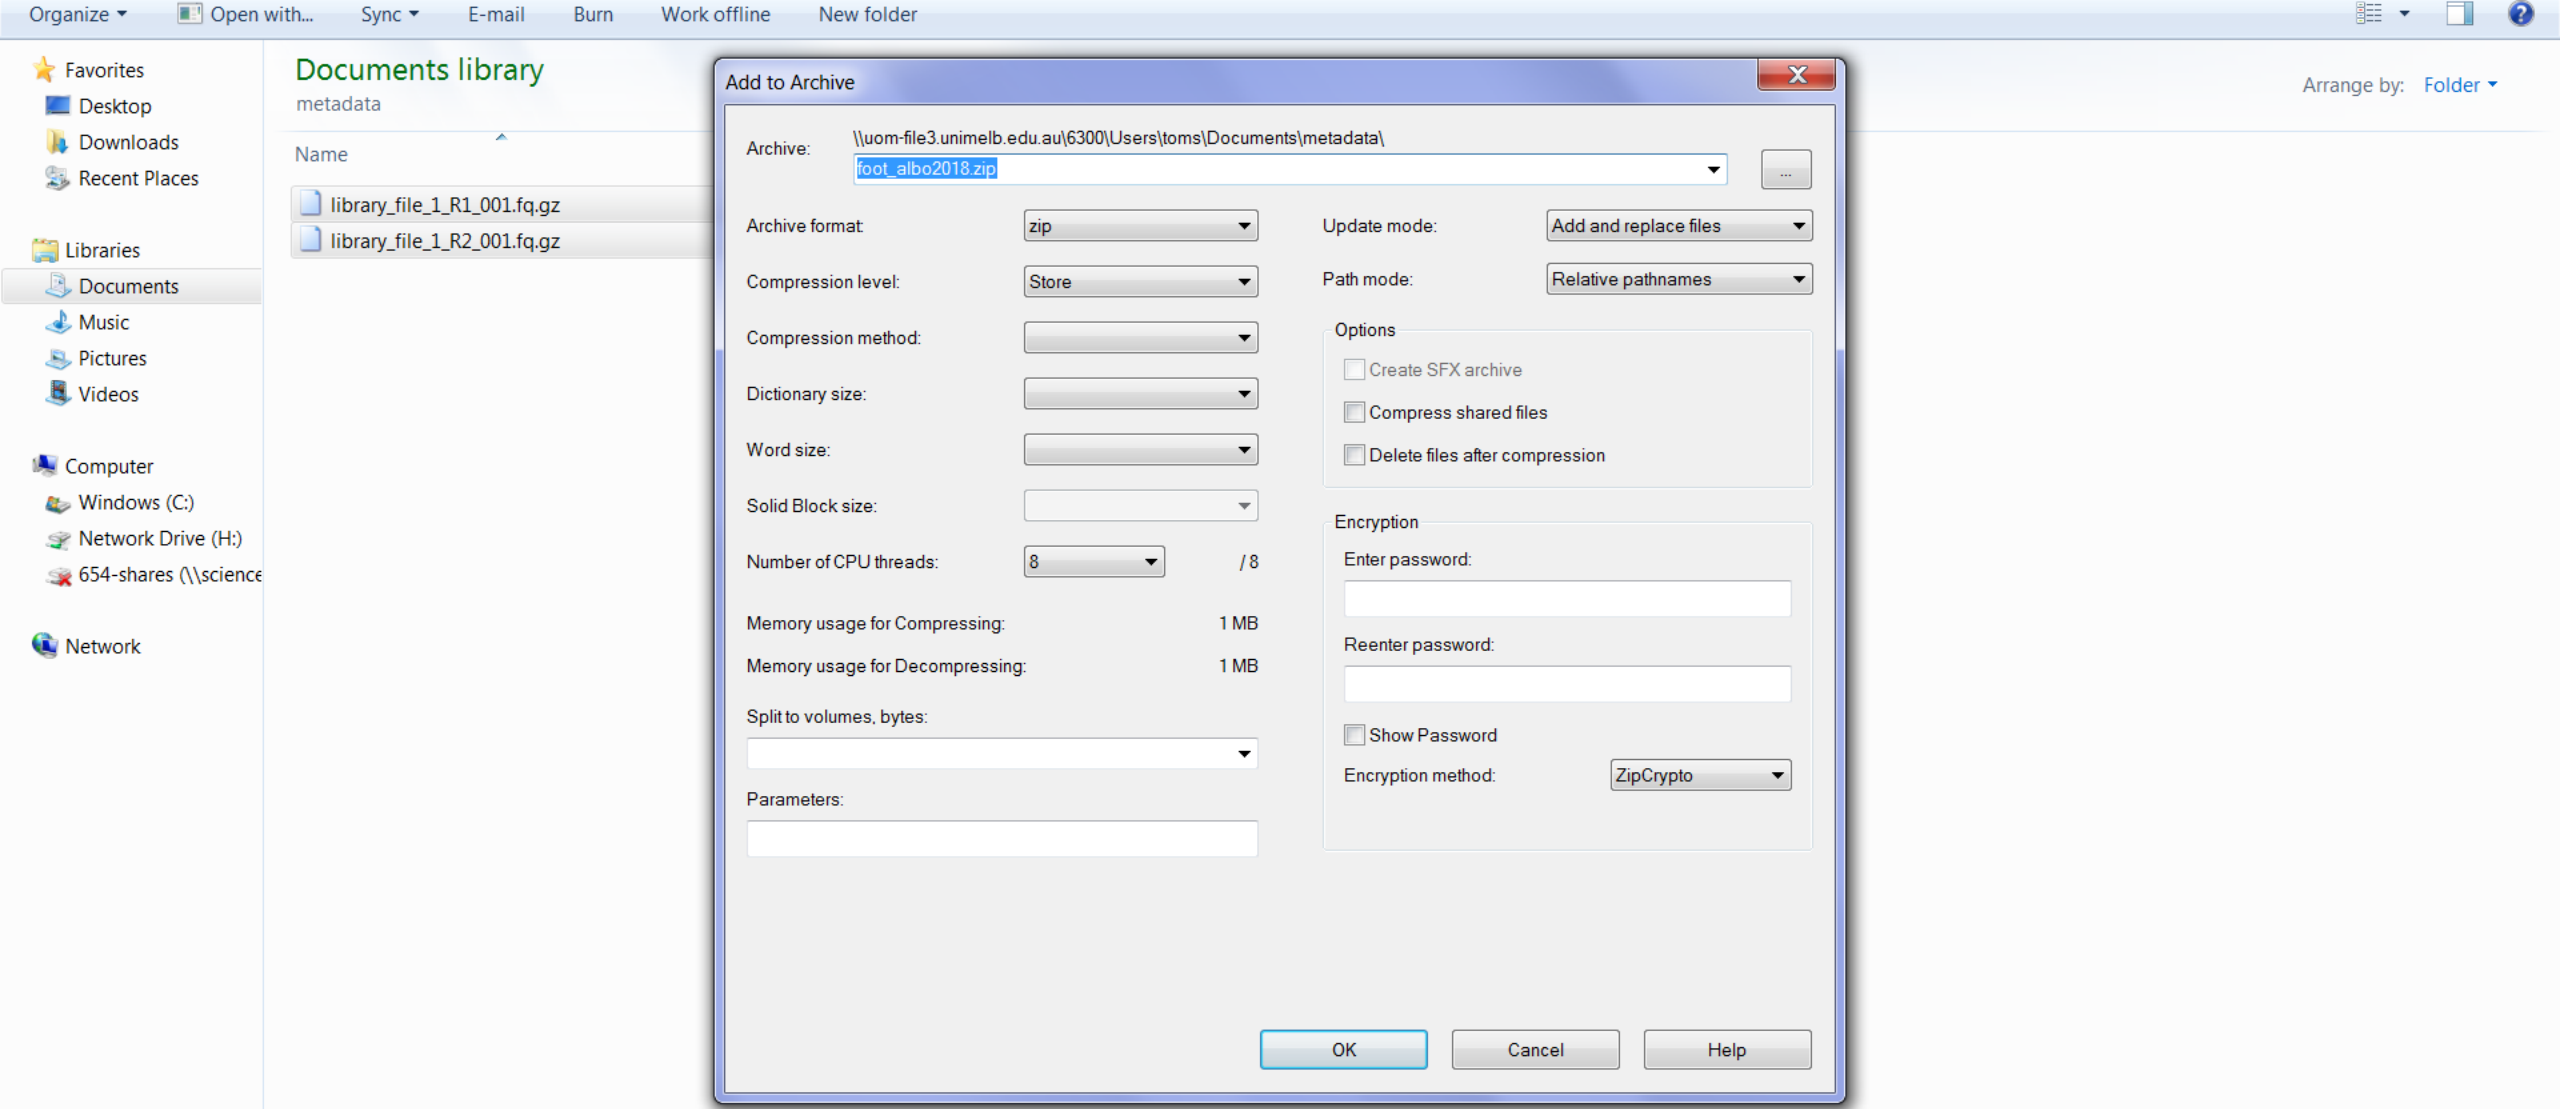 Organize Open with... Sync E-mail Burn Work offline New folder
Favorites
Desktop
Downloads
Recent Places
Libraries
Documents
Music
Pictures
Videos
Computer
Windows (C:)
Network Drive (H:)
654-shares (\\science
Network
Documents library
metadata
Arrange by: Folder
Name
library_file_1_R1_001.fq.gz
library_file_1_R2_001.fq.gz
Add to Archive
Archive: \\uom-file3.unimelb.edu.au\6300\Users\toms\Documents\metadata\
foot_albo2018.zip
...
Archive format: zip
Compression level: Store
Compression method:
Dictionary size:
Word size:
Solid Block size:
Number of CPU threads: 8 / 8
Memory usage for Compressing: 1 MB
Memory usage for Decompressing: 1 MB
Split to volumes, bytes:
Parameters:
Update mode: Add and replace files
Path mode: Relative pathnames
Options
Create SFX archive
Compress shared files
Delete files after compression
Encryption
Enter password:
Reenter password:
Show Password
Encryption method: ZipCrypto
OK Cancel Help